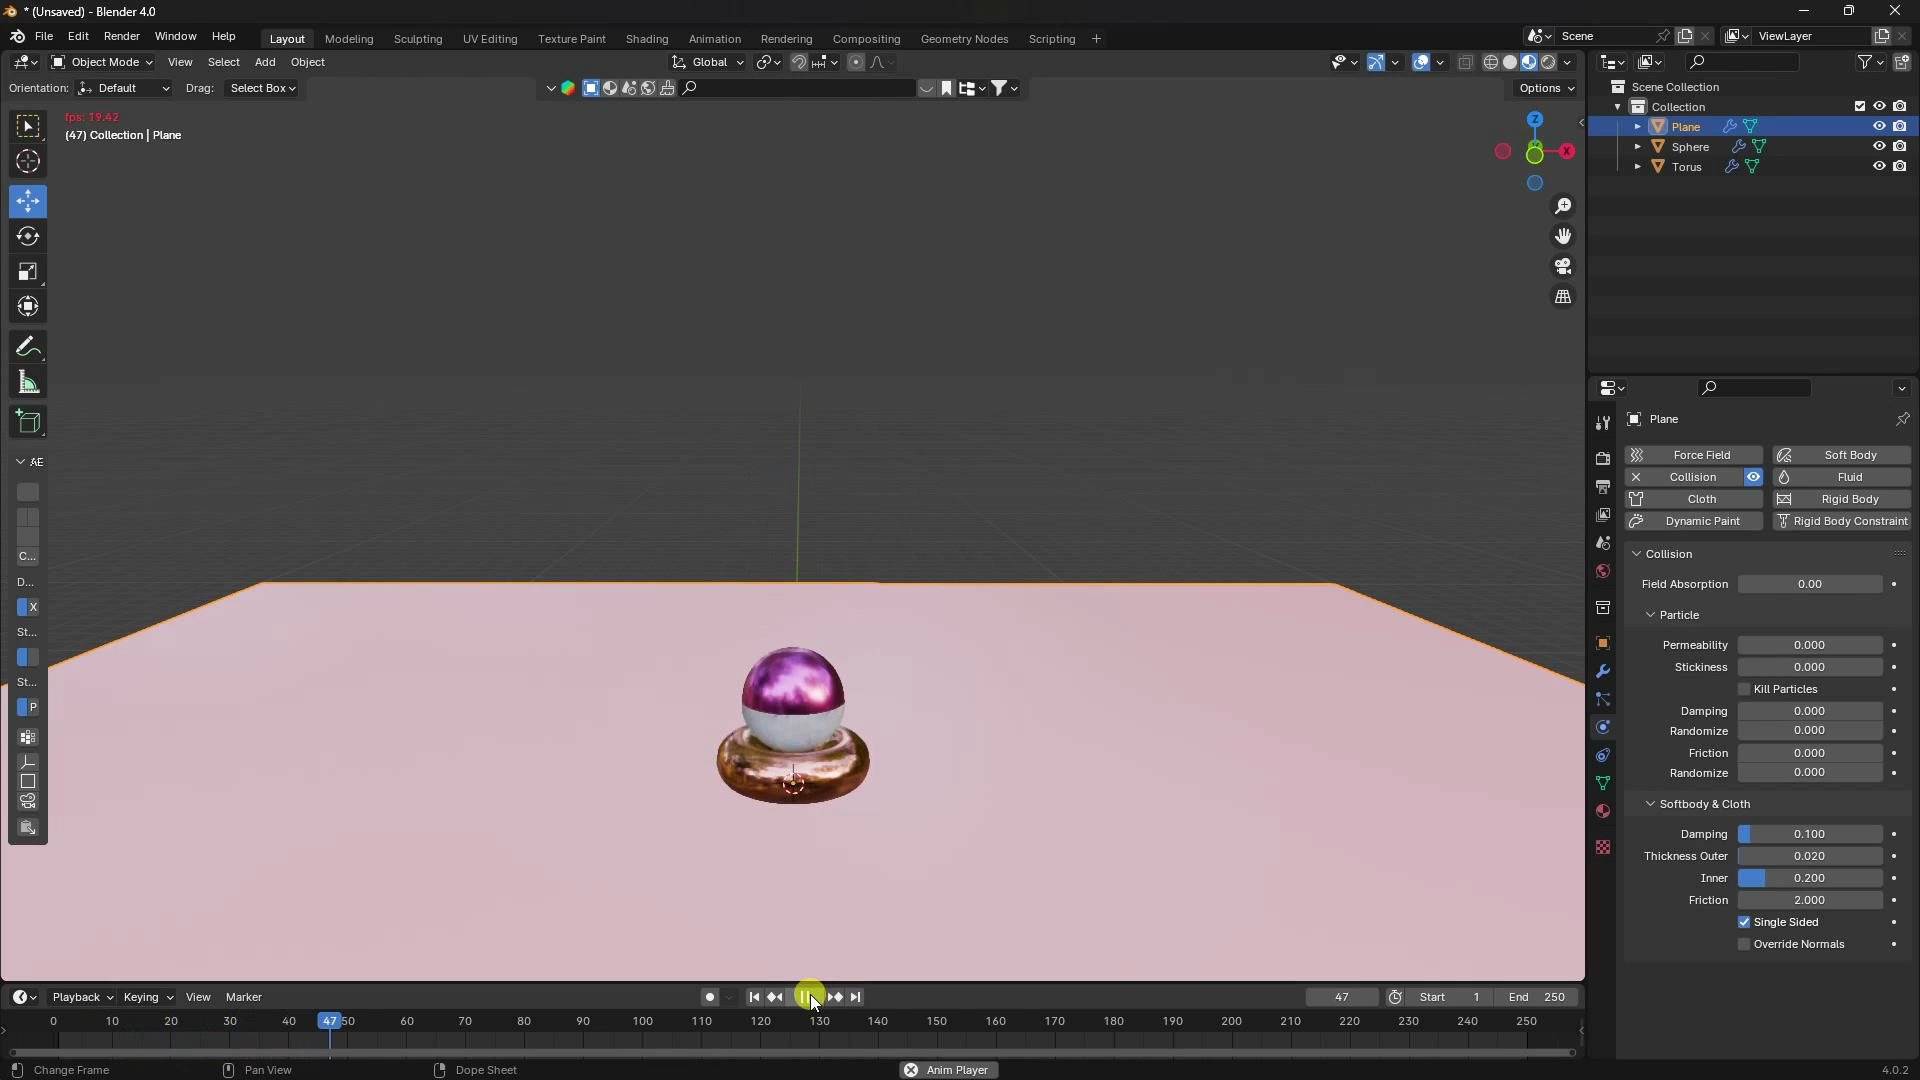 * (Unsaved) - Blender 4.0
File Edit Render Window Help Layout Modeling Sculpting UV Editing Texture Paint Shading Animation Rendering Compositing Geometry Nodes Scripting + Scene ViewLayer
Object Mode View Select Add Object Global
Orientation: Default Drag: Select Box Options
fps: 19.42
(47) Collection | Plane
Z
X
Scene Collection
Collection
Plane
Sphere
Torus
AE
C...
D...
X
St...
St...
P
Plane
Force Field Soft Body
Collision Fluid
Cloth Rigid Body
Dynamic Paint Rigid Body Constraint
Collision
Field Absorption 0.00
Particle
Permeability 0.000
Stickiness 0.000
Kill Particles
Damping 0.000
Randomize 0.000
Friction 0.000
Randomize 0.000
Softbody & Cloth
Damping 0.100
Thickness Outer 0.020
Inner 0.200
Friction 2.000
Single Sided
Override Normals
Playback Keying View Marker 47 Start 1 End 250
0 10 20 30 40 47 50 60 70 80 90 100 110 120 130 140 150 160 170 180 190 200 210 220 230 240 250
Change Frame Pan View Dope Sheet Anim Player 4.0.2